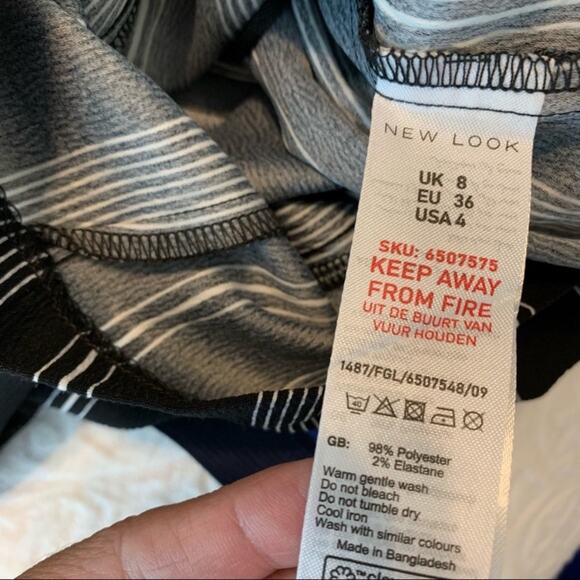 NEW LOOK
UK 8
EU 36
USA 4
SKU: 6507575
KEEP AWAY
FROM FIRE
UIT DE BUURT VAN
VUUR HOUDEN
1487/FGL/6507548/09
40
GB: 98% Polyester
2% Elastane
Warm gentle wash
Do not bleach
Do not tumble dry
Cool iron
Wash with similar colours
Made in Bangladesh